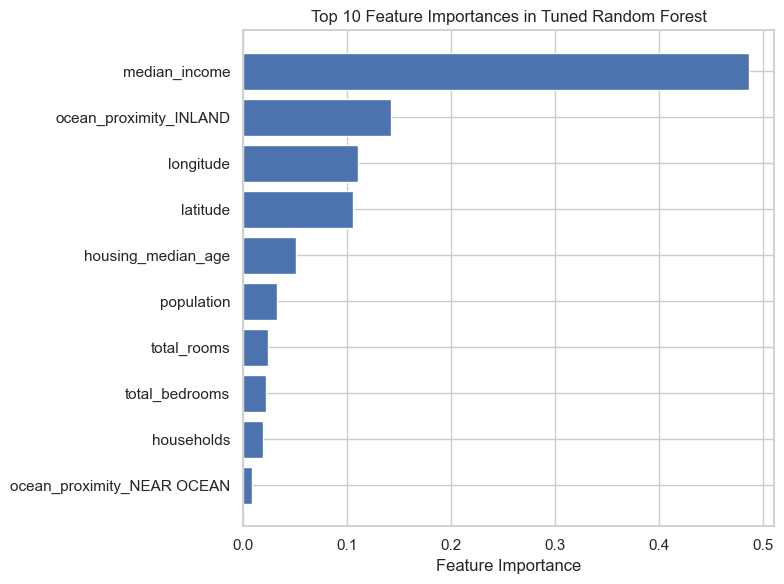 Top 10 Feature Importances in Tuned Random Forest
median_income
ocean_proximity_INLAND
longitude
latitude
housing_median_age
population
total_rooms
total_bedrooms
households
ocean_proximity_NEAR OCEAN
0.0 0.1 0.2 0.3 0.4 0.5
Feature Importance